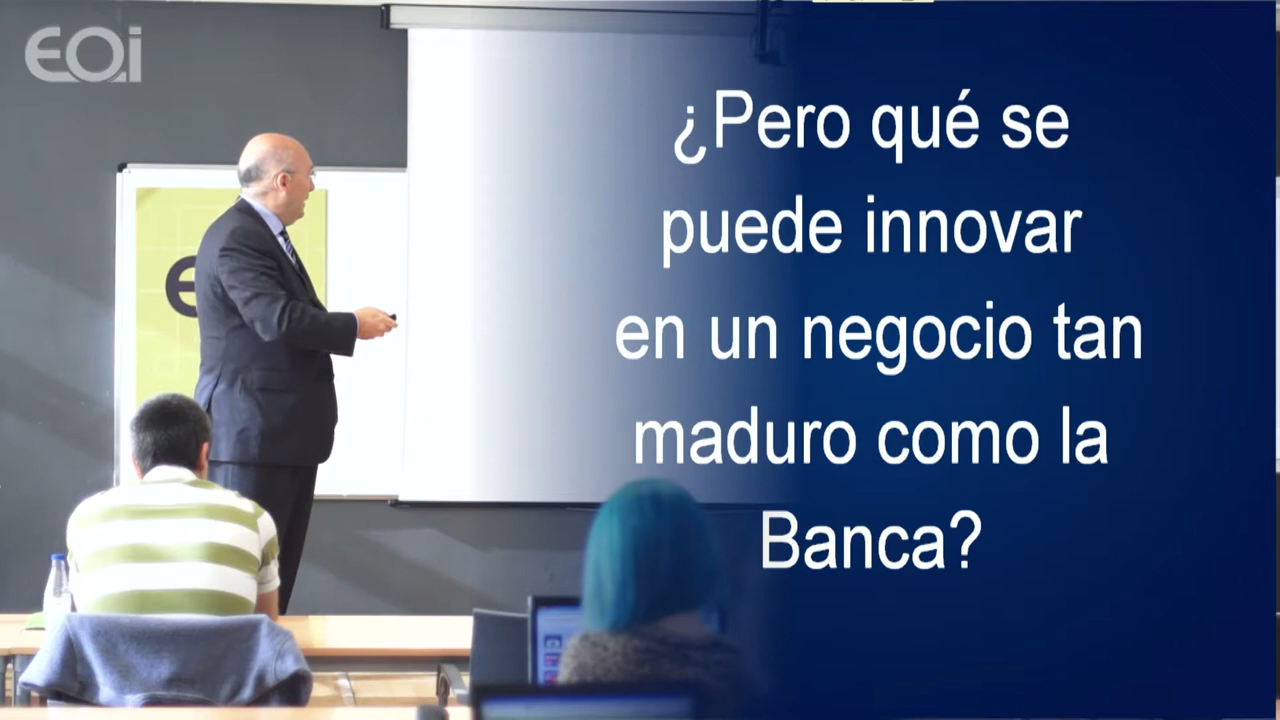 EOi
¿Pero qué se
puede innovar
en un negocio tan
maduro como la
Banca?
e